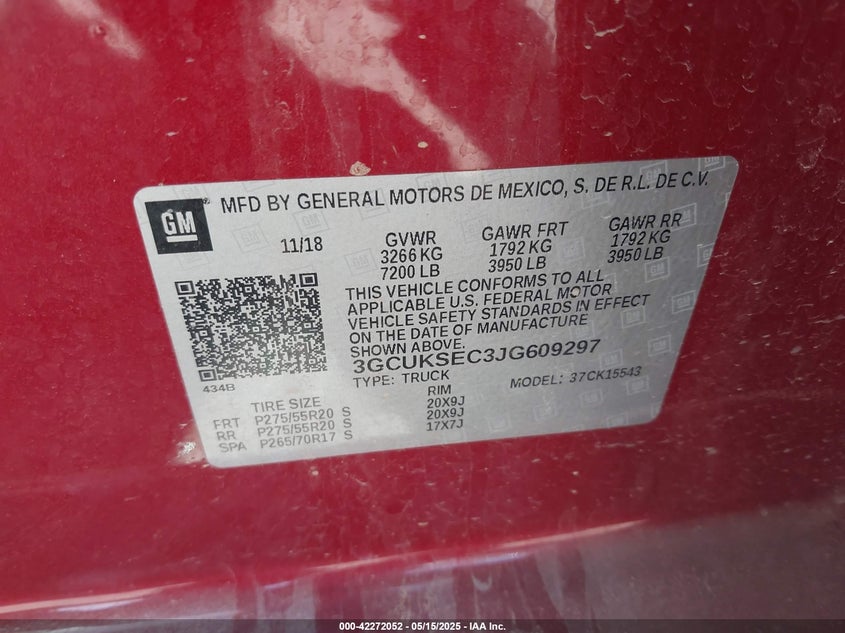 GM
MFD BY GENERAL MOTORS DE MEXICO, S. DE R.L. DE C.V.
11/18 GVWR GAWR FRT GAWR RR
3266 KG 1792 KG 1792 KG
7200 LB 3950 LB 3950 LB
THIS VEHICLE CONFORMS TO ALL
APPLICABLE U.S. FEDERAL MOTOR
VEHICLE SAFETY STANDARDS IN EFFECT
ON THE DATE OF MANUFACTURE
SHOWN ABOVE.
3GCUKSEC3JG609297
434B
TYPE: TRUCK MODEL: 37CK15543
TIRE SIZE RIM
FRT P275/55R20 S 20X9J
RR P275/55R20 S 20X9J
SPA P265/70R17 S 17X7J
000-42272052 — 05/15/2025 — IAA Inc.